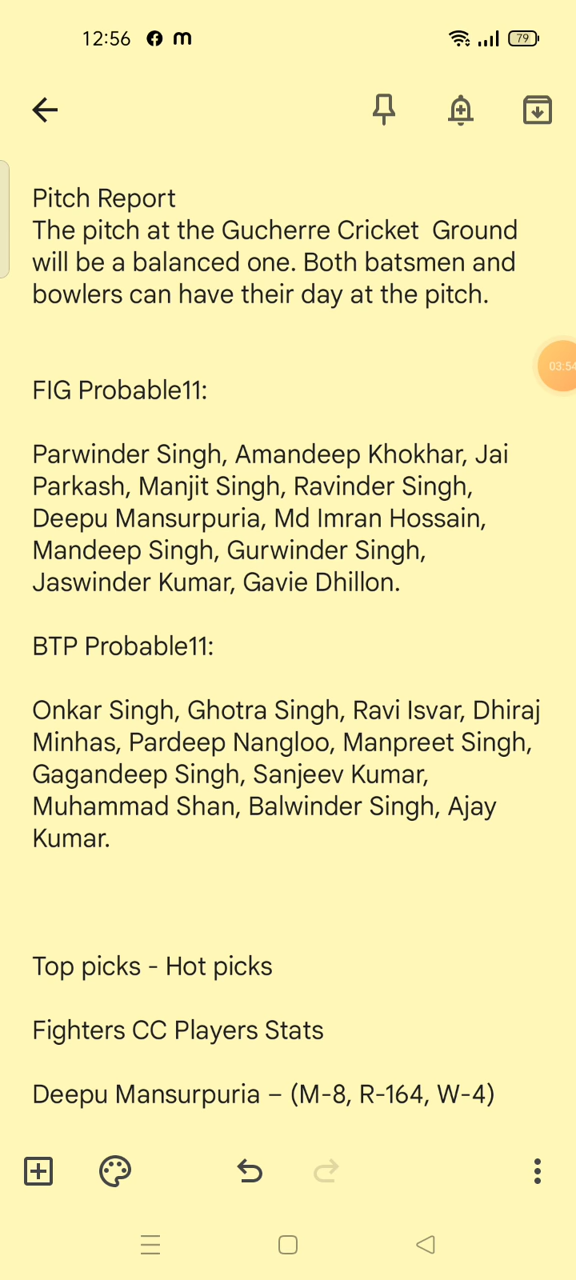 12:56
79
Pitch Report
The pitch at the Gucherre Cricket  Ground
will be a balanced one. Both batsmen and
bowlers can have their day at the pitch.
03:54
FIG Probable11:
Parwinder Singh, Amandeep Khokhar, Jai
Parkash, Manjit Singh, Ravinder Singh,
Deepu Mansurpuria, Md Imran Hossain,
Mandeep Singh, Gurwinder Singh,
Jaswinder Kumar, Gavie Dhillon.
BTP Probable11:
Onkar Singh, Ghotra Singh, Ravi Isvar, Dhiraj
Minhas, Pardeep Nangloo, Manpreet Singh,
Gagandeep Singh, Sanjeev Kumar,
Muhammad Shan, Balwinder Singh, Ajay
Kumar.
Top picks - Hot picks
Fighters CC Players Stats
Deepu Mansurpuria – (M-8, R-164, W-4)